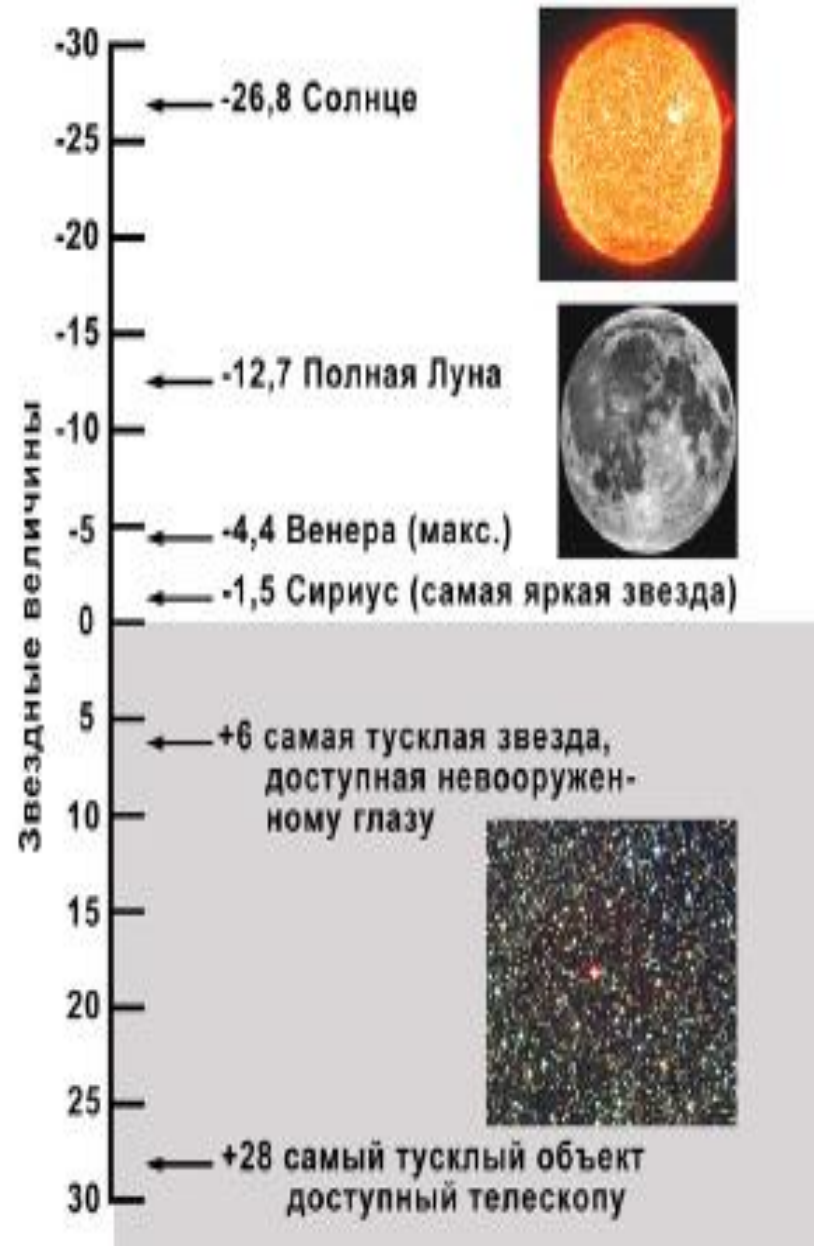 Звездные величины
-30
-26,8 Солнце
-25
-20
-15
-12,7 Полная Луна
-10
-5
-4,4 Венера (макс.)
-1,5 Сириус (самая яркая звезда)
0
5
+6 самая тусклая звезда,
доступная невооружен-
ному глазу
10
15
20
25
+28 самый тусклый объект
доступный телескопу
30